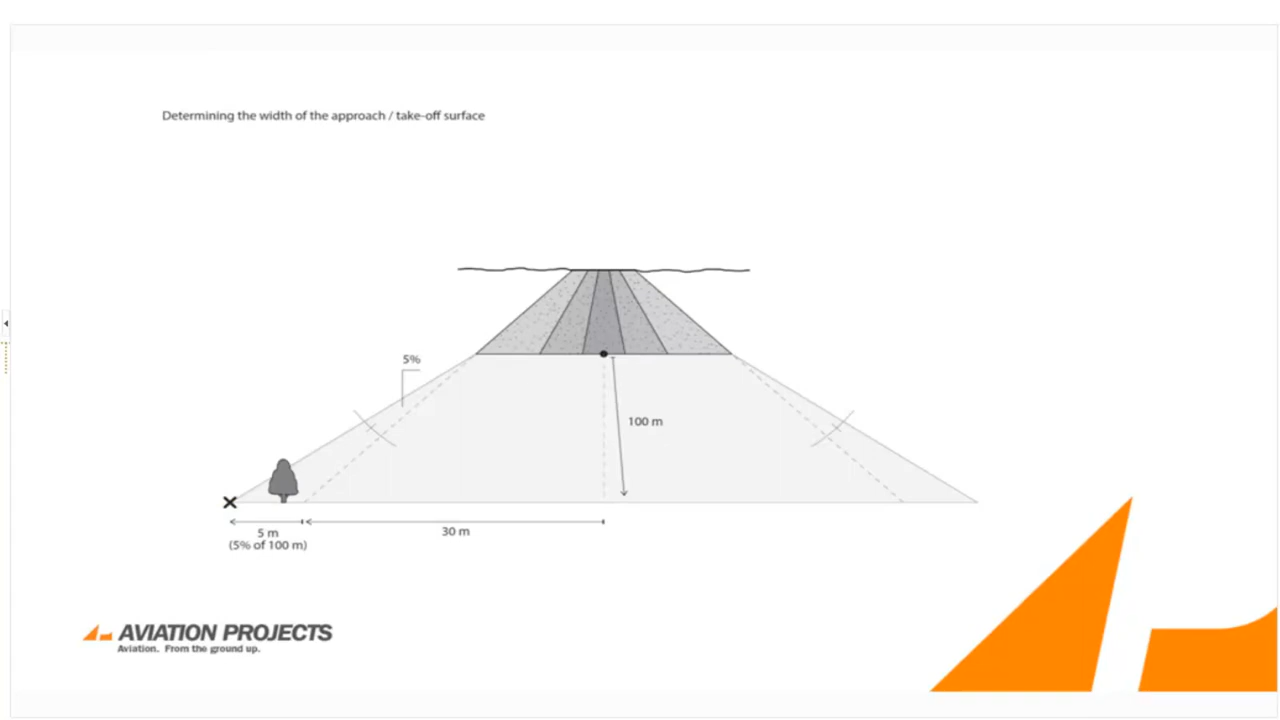 Determining the width of the approach / take-off surface
5%
100 m
5 m
(5% of 100 m)
30 m
AVIATION PROJECTS
Aviation. From the ground up.